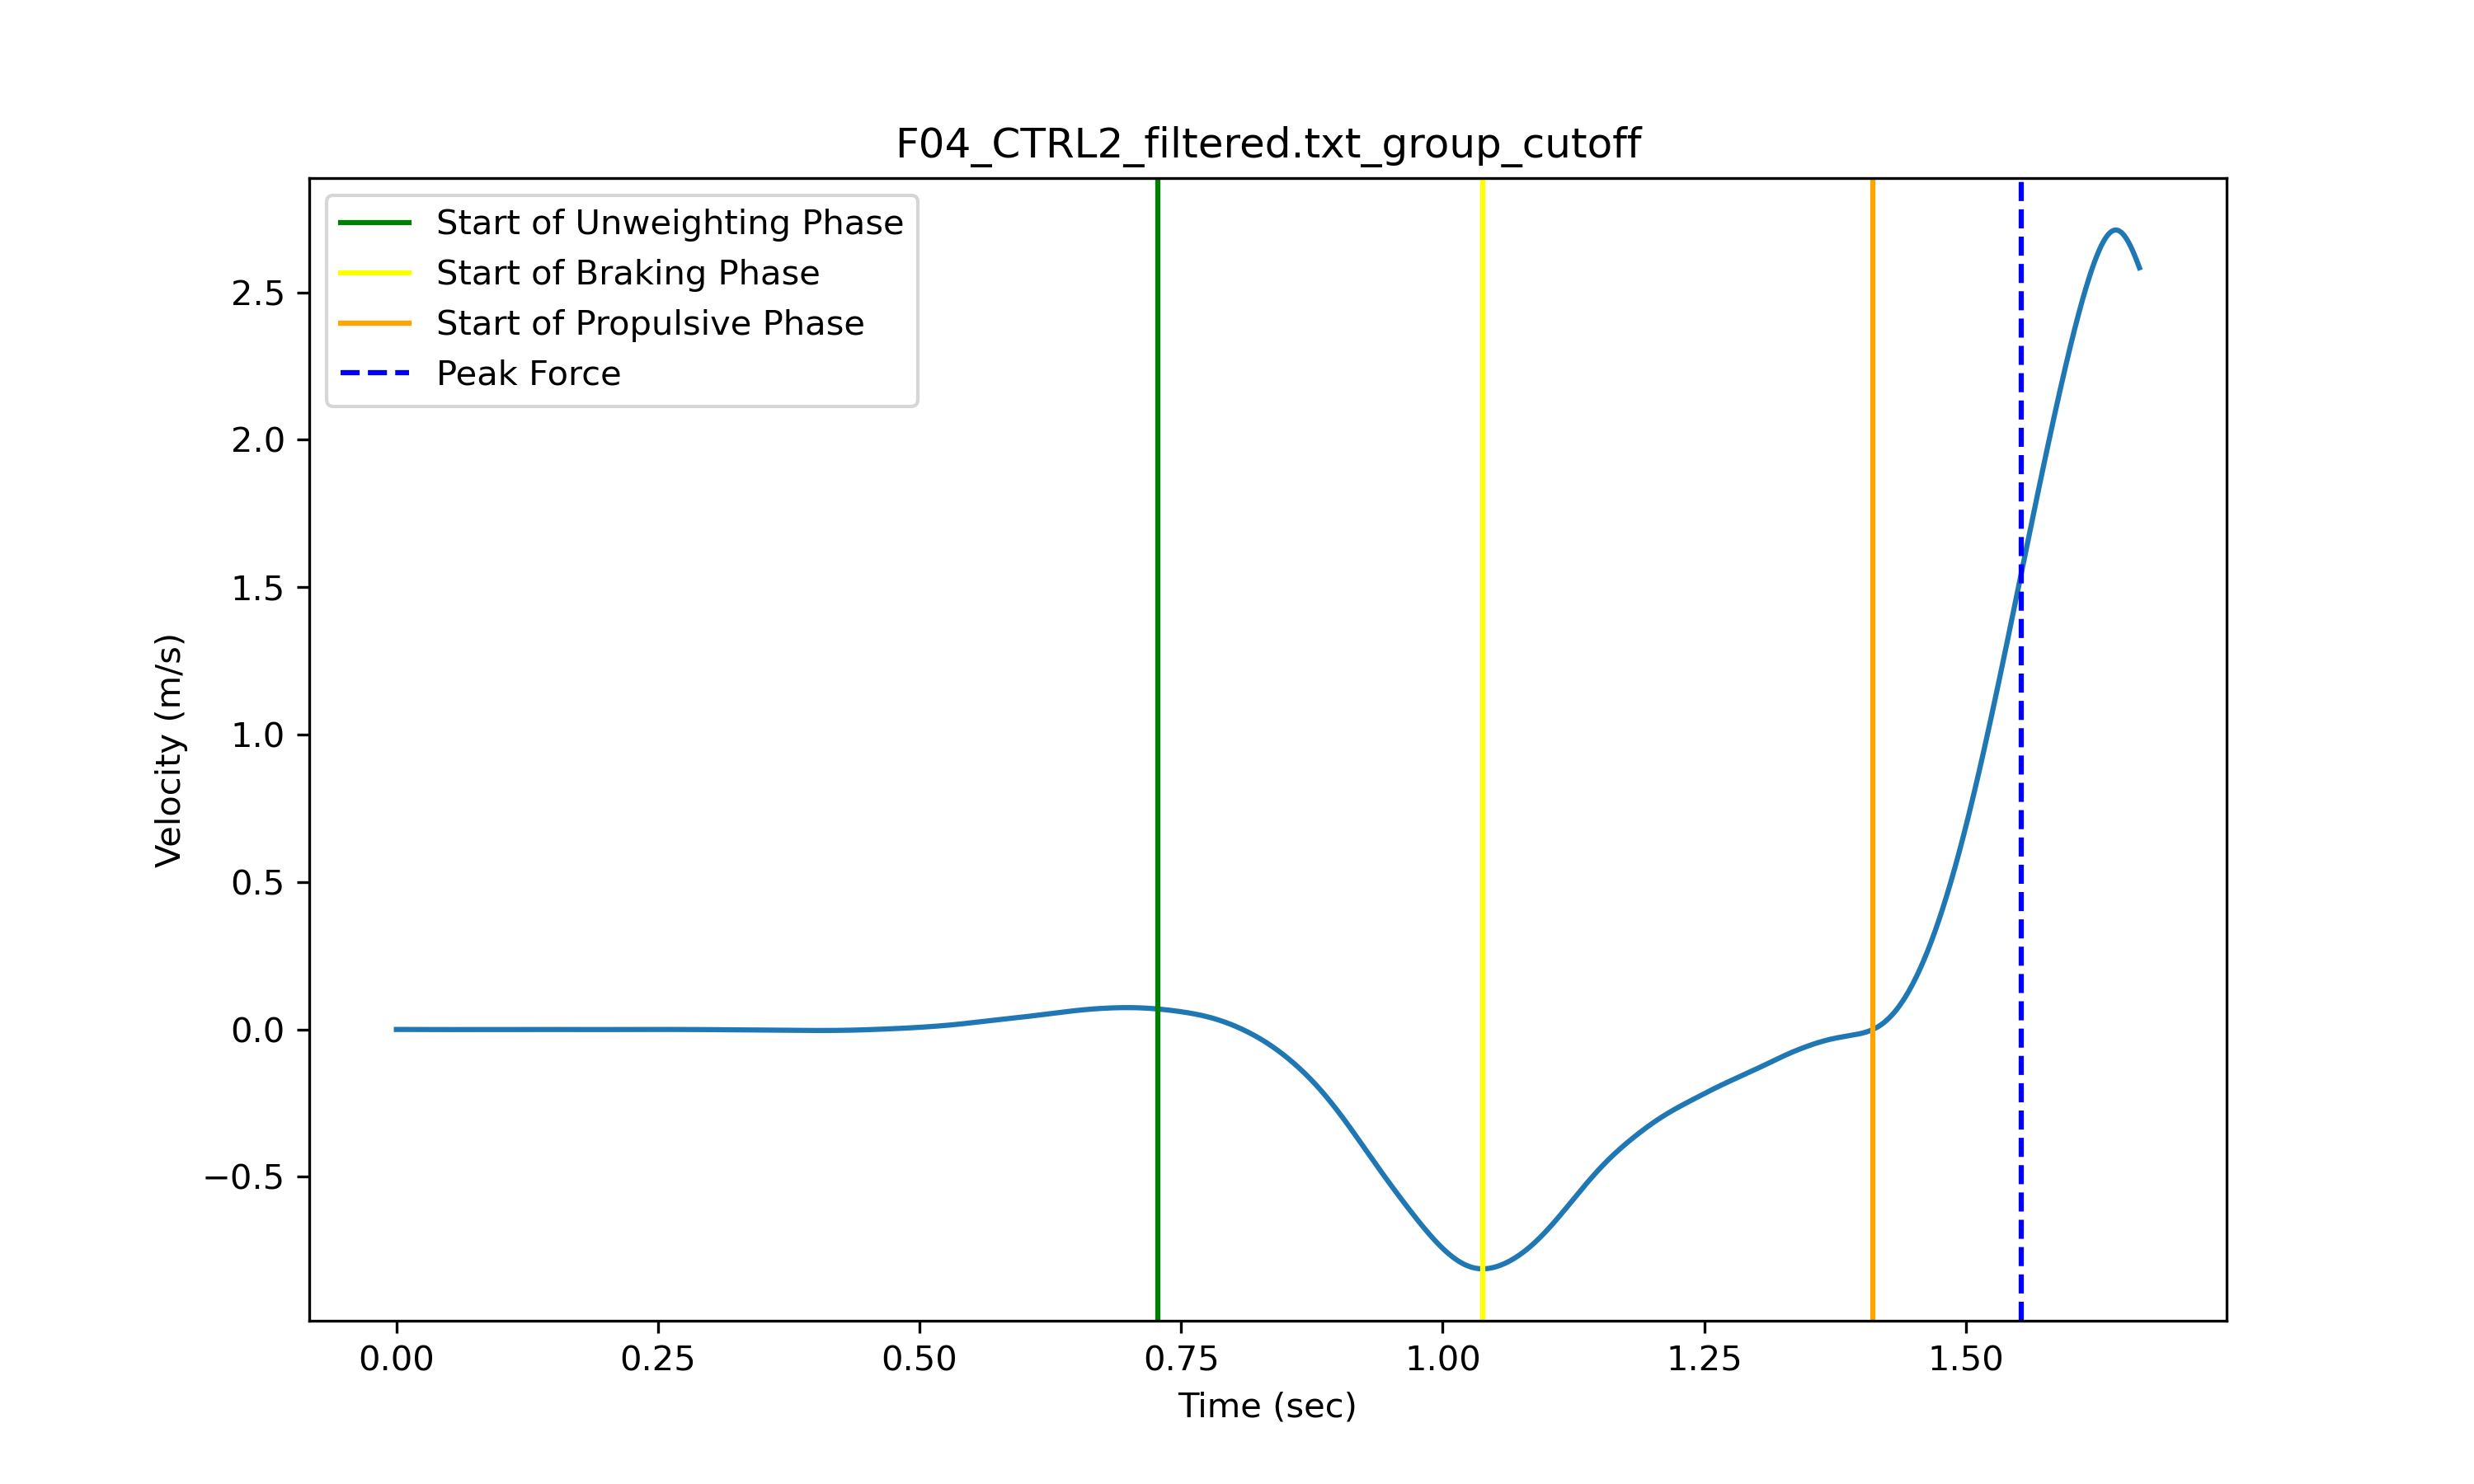 F04_CTRL2_filtered.txt_group_cutoff
Start of Unweighting Phase
Start of Braking Phase
Start of Propulsive Phase
Peak Force
2.5
2.0
1.5
1.0
0.5
0.0
−0.5
Velocity (m/s)
0.00 0.25 0.50 0.75 1.00 1.25 1.50
Time (sec)